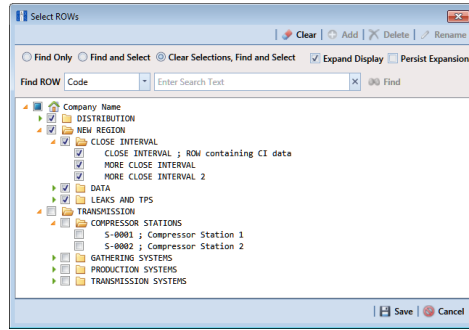 Select ROWs
Clear Add Delete Rename
Find Only Find and Select Clear Selections, Find and Select Expand Display Persist Expansion
Find ROW Code Enter Search Text Find
Company Name
DISTRIBUTION
NEW REGION
CLOSE INTERVAL
CLOSE INTERVAL ; ROW containing CI data
MORE CLOSE INTERVAL
MORE CLOSE INTERVAL 2
DATA
LEAKS AND TPS
TRANSMISSION
COMPRESSOR STATIONS
S-0001 ; Compressor Station 1
S-0002 ; Compressor Station 2
GATHERING SYSTEMS
PRODUCTION SYSTEMS
TRANSMISSION SYSTEMS
Save Cancel